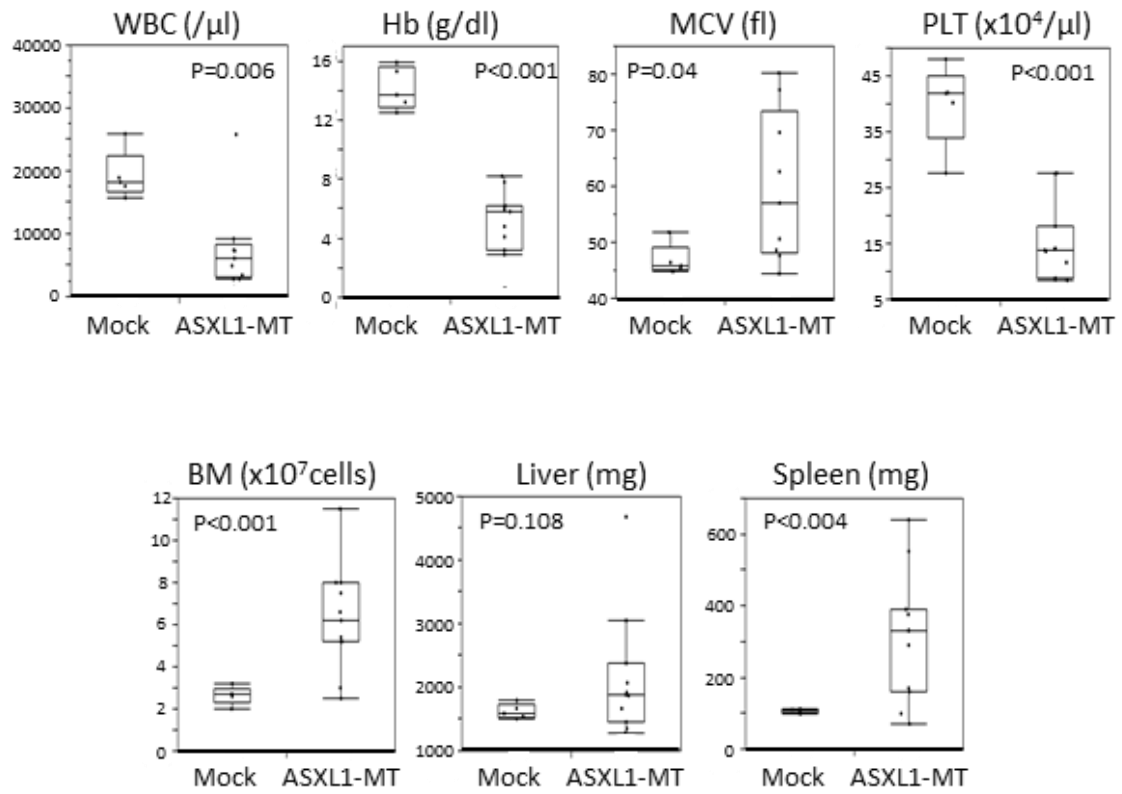 WBC (/µl) Hb (g/dl) MCV (fl) PLT (x10⁴/µl)
40000 30000 20000 10000 0 P=0.006
16 12 8 4 0 P<0.001
80 70 60 50 40 P=0.04
45 35 25 15 5 P<0.001
Mock ASXL1-MT Mock ASXL1-MT Mock ASXL1-MT Mock ASXL1-MT
BM (x10⁷cells) Liver (mg) Spleen (mg)
12 10 8 6 4 2 0 P<0.001
5000 4000 3000 2000 1000 P=0.108
600 400 200 0 P<0.004
Mock ASXL1-MT Mock ASXL1-MT Mock ASXL1-MT